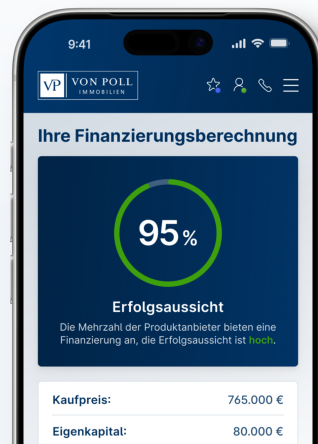 9:41
VP VON POLL
IMMOBILIEN
Ihre Finanzierungsberechnung
95 %
Erfolgsaussicht
Die Mehrzahl der Produktanbieter bieten eine
Finanzierung an, die Erfolgsaussicht ist hoch.
Kaufpreis: 765.000 €
Eigenkapital: 80.000 €